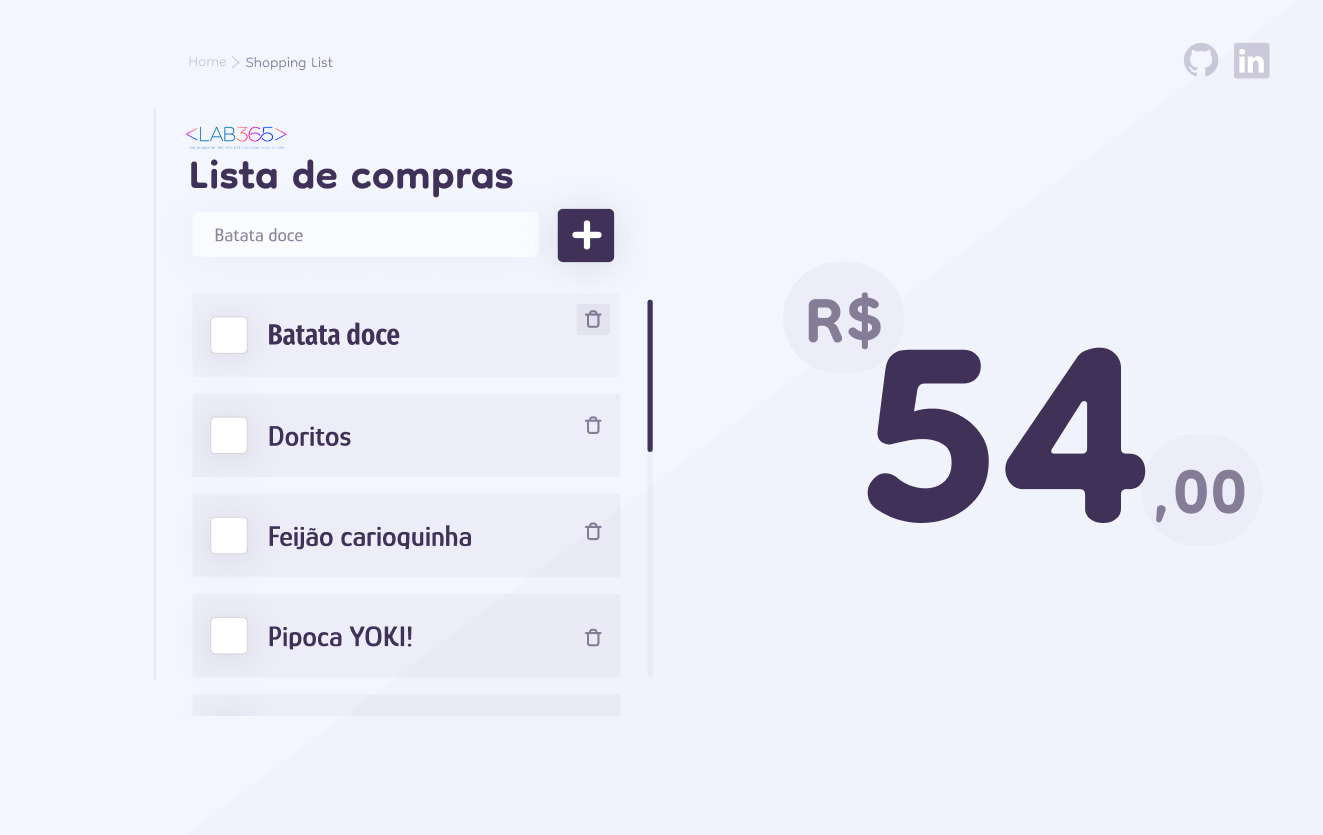 Home > Shopping List
<LAB365>
Lista de compras
Batata doce
Batata doce
Doritos
Feijão carioquinha
Pipoca YOKI!
R$
54
,00
in